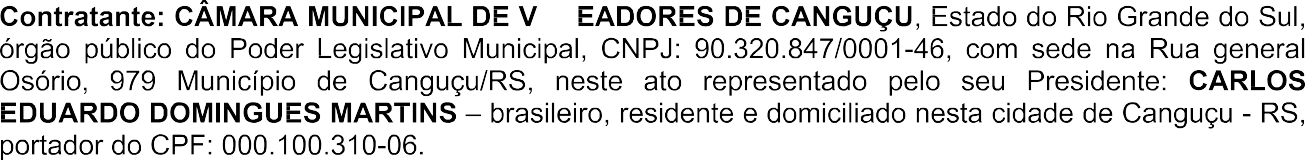 Contratante: CÂMARA MUNICIPAL DE V EADORES DE CANGUÇU, Estado do Rio Grande do Sul,
órgão público do Poder Legislativo Municipal, CNPJ: 90.320.847/0001-46, com sede na Rua general
Osório, 979 Município de Canguçu/RS, neste ato representado pelo seu Presidente: CARLOS
EDUARDO DOMINGUES MARTINS – brasileiro, residente e domiciliado nesta cidade de Canguçu - RS,
portador do CPF: 000.100.310-06.